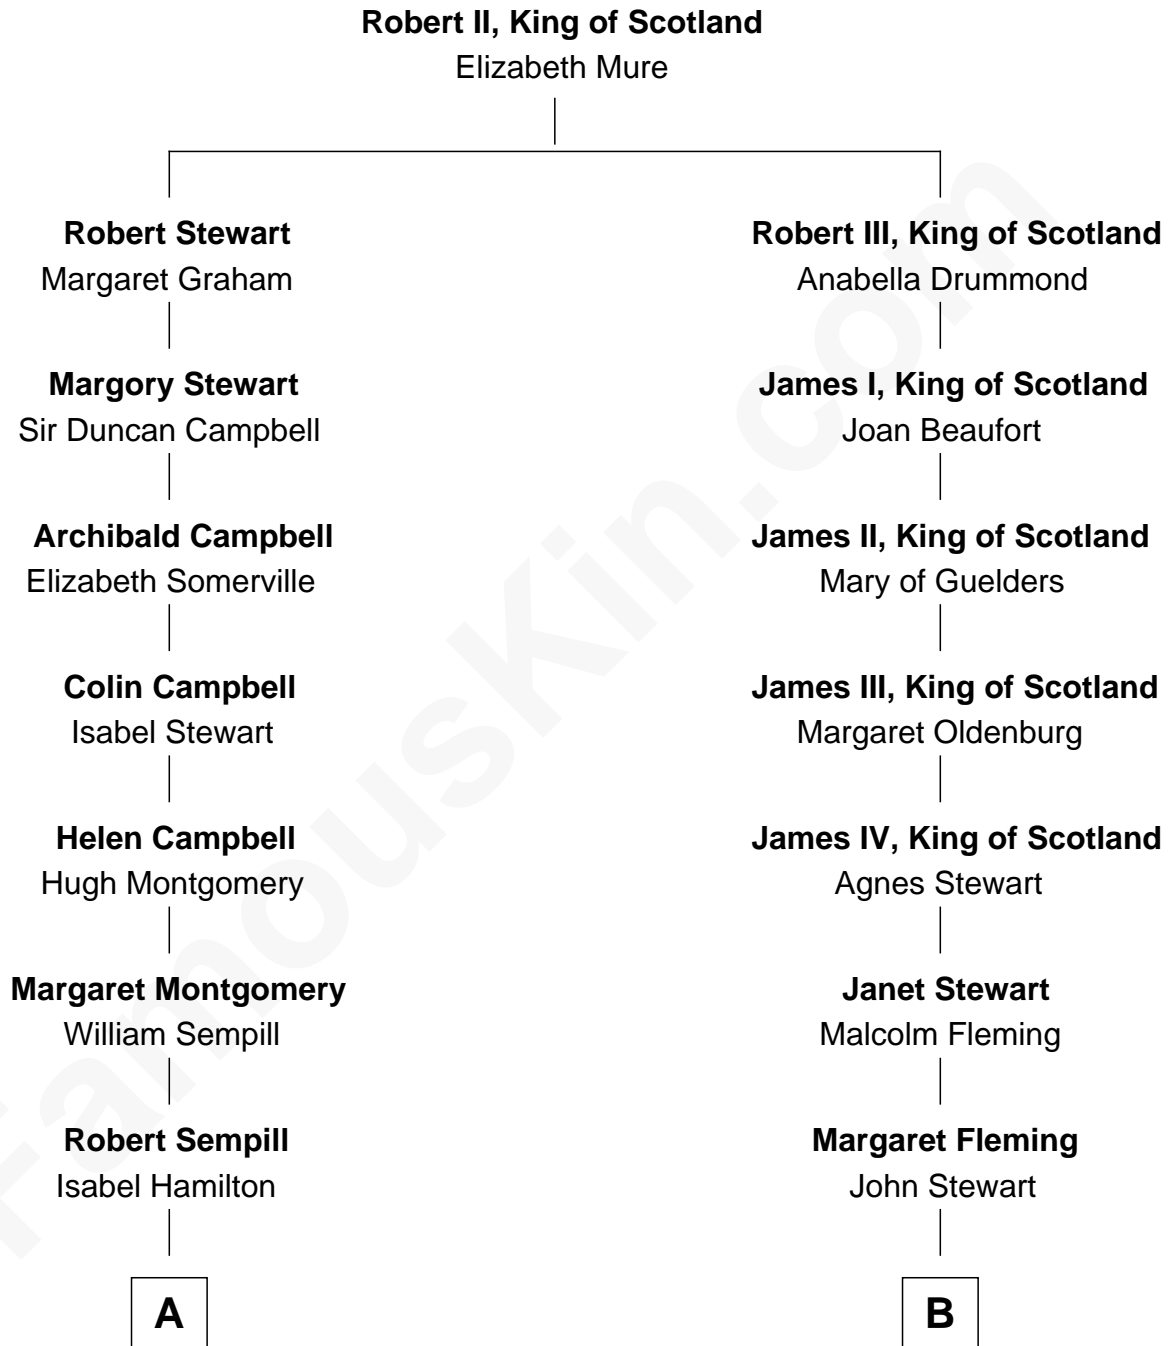 Robert II, King of Scotland
Elizabeth Mure
Robert Stewart
Margaret Graham
Margory Stewart
Sir Duncan Campbell
Archibald Campbell
Elizabeth Somerville
Colin Campbell
Isabel Stewart
Helen Campbell
Hugh Montgomery
Margaret Montgomery
William Sempill
Robert Sempill
Isabel Hamilton
A
Robert III, King of Scotland
Anabella Drummond
James I, King of Scotland
Joan Beaufort
James II, King of Scotland
Mary of Guelders
James III, King of Scotland
Margaret Oldenburg
James IV, King of Scotland
Agnes Stewart
Janet Stewart
Malcolm Fleming
Margaret Fleming
John Stewart
B
FamousKin.com